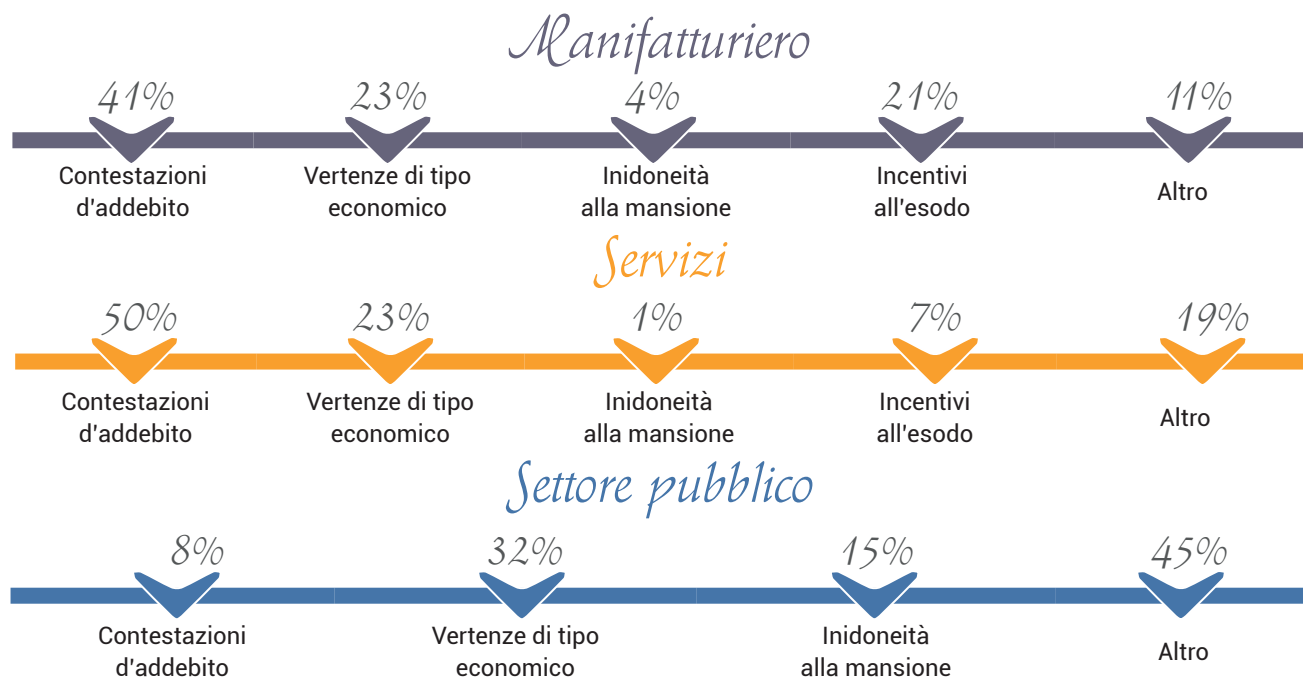 Manifatturiero
41% 23% 4% 21% 11%
Contestazioni Vertenze di tipo Inidoneità Incentivi Altro
d'addebito economico alla mansione all'esodo
Servizi
50% 23% 1% 7% 19%
Contestazioni Vertenze di tipo Inidoneità Incentivi Altro
d'addebito economico alla mansione all'esodo
Settore pubblico
8% 32% 15% 45%
Contestazioni Vertenze di tipo Inidoneità Altro
d'addebito economico alla mansione